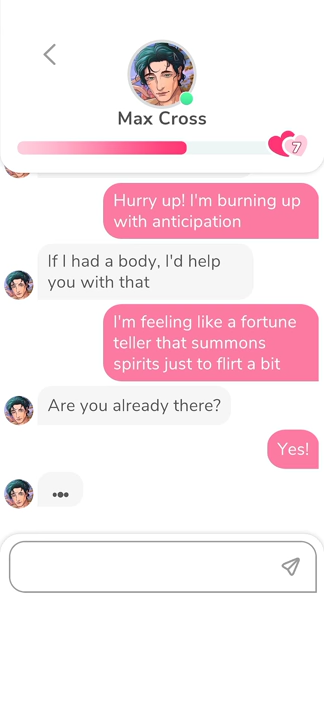 Max Cross
7
Hurry up! I'm burning up
with anticipation
If I had a body, I'd help
you with that
I'm feeling like a fortune
teller that summons
spirits just to flirt a bit
Are you already there?
Yes!